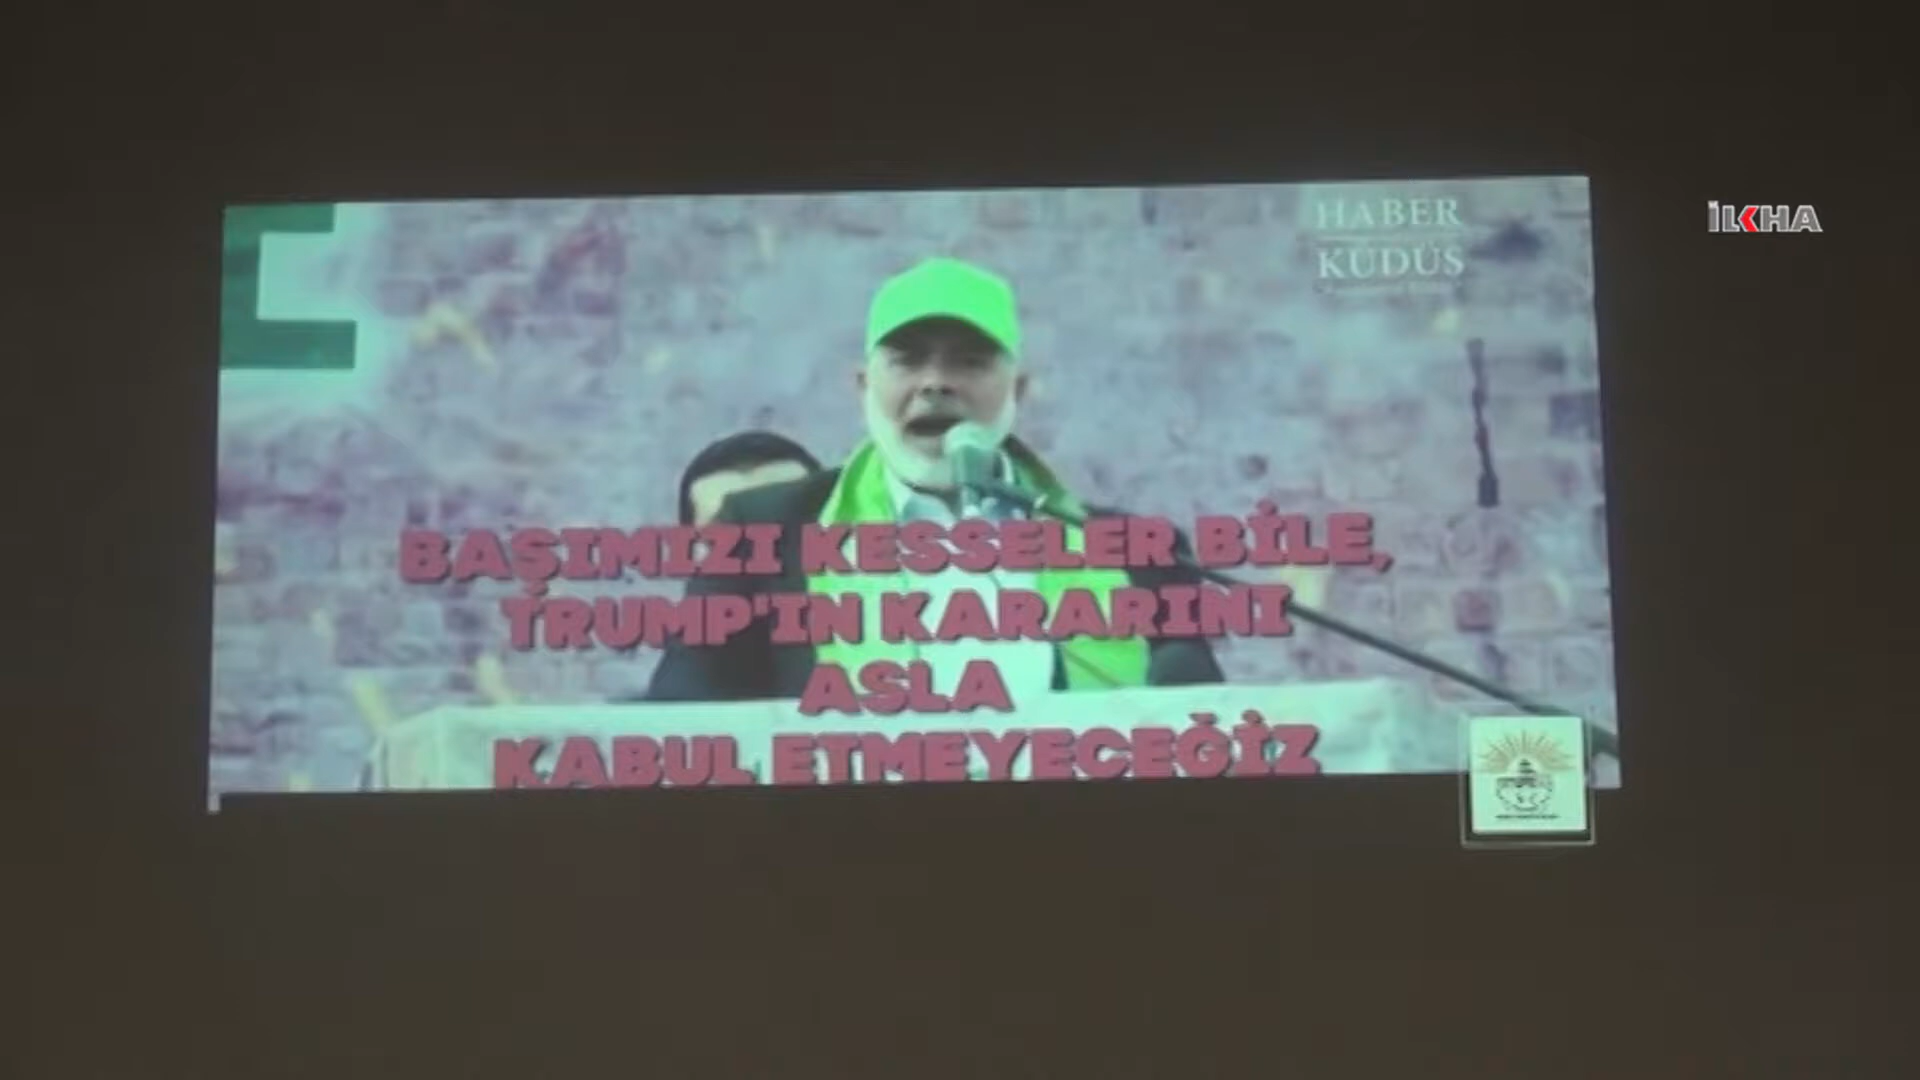 HABER
KUDÜS
İLKHA
BAŞIMIZI KESSELER BİLE,
TRUMP'IN KARARINI
ASLA
KABUL ETMEYECEĞİZ